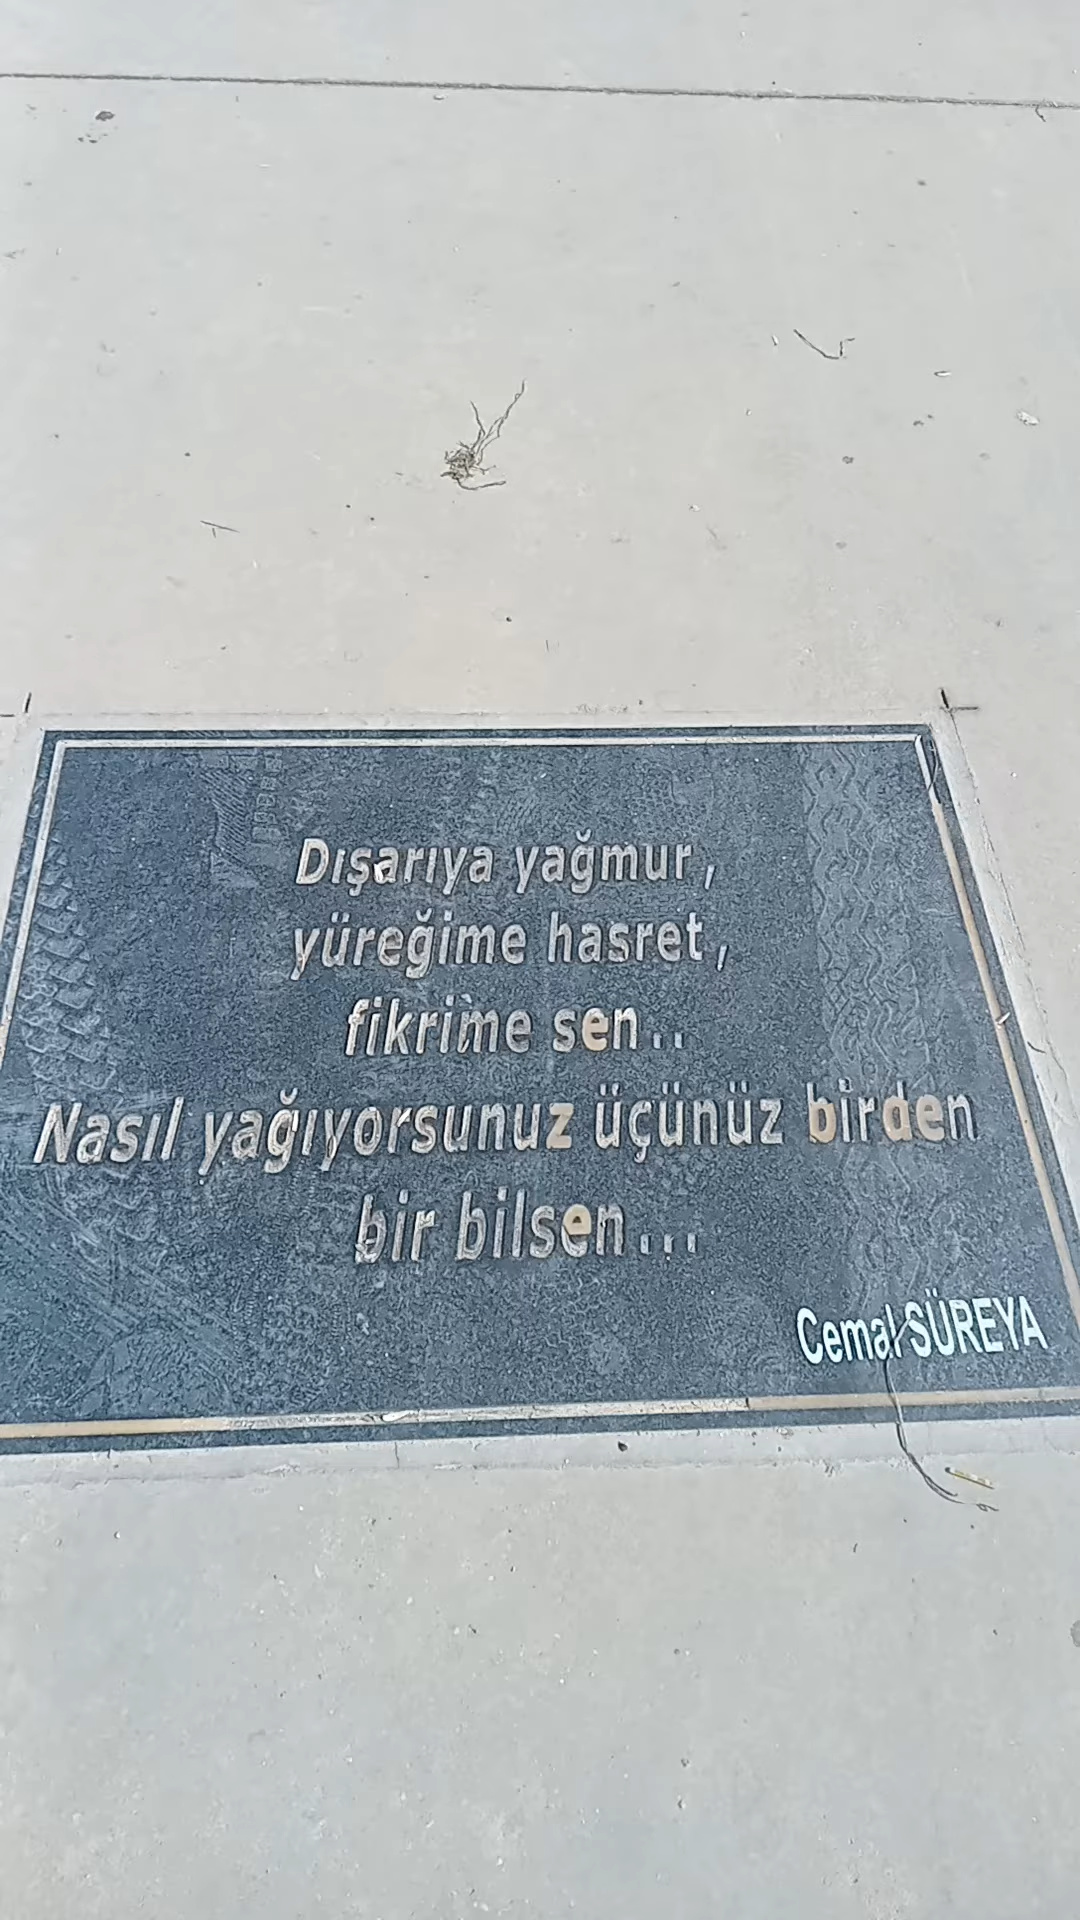 Dışarıya yağmur,
yüreğime hasret,
fikrime sen..
Nasıl yağıyorsunuz üçünüz birden
bir bilsen...
Cemal SÜREYA